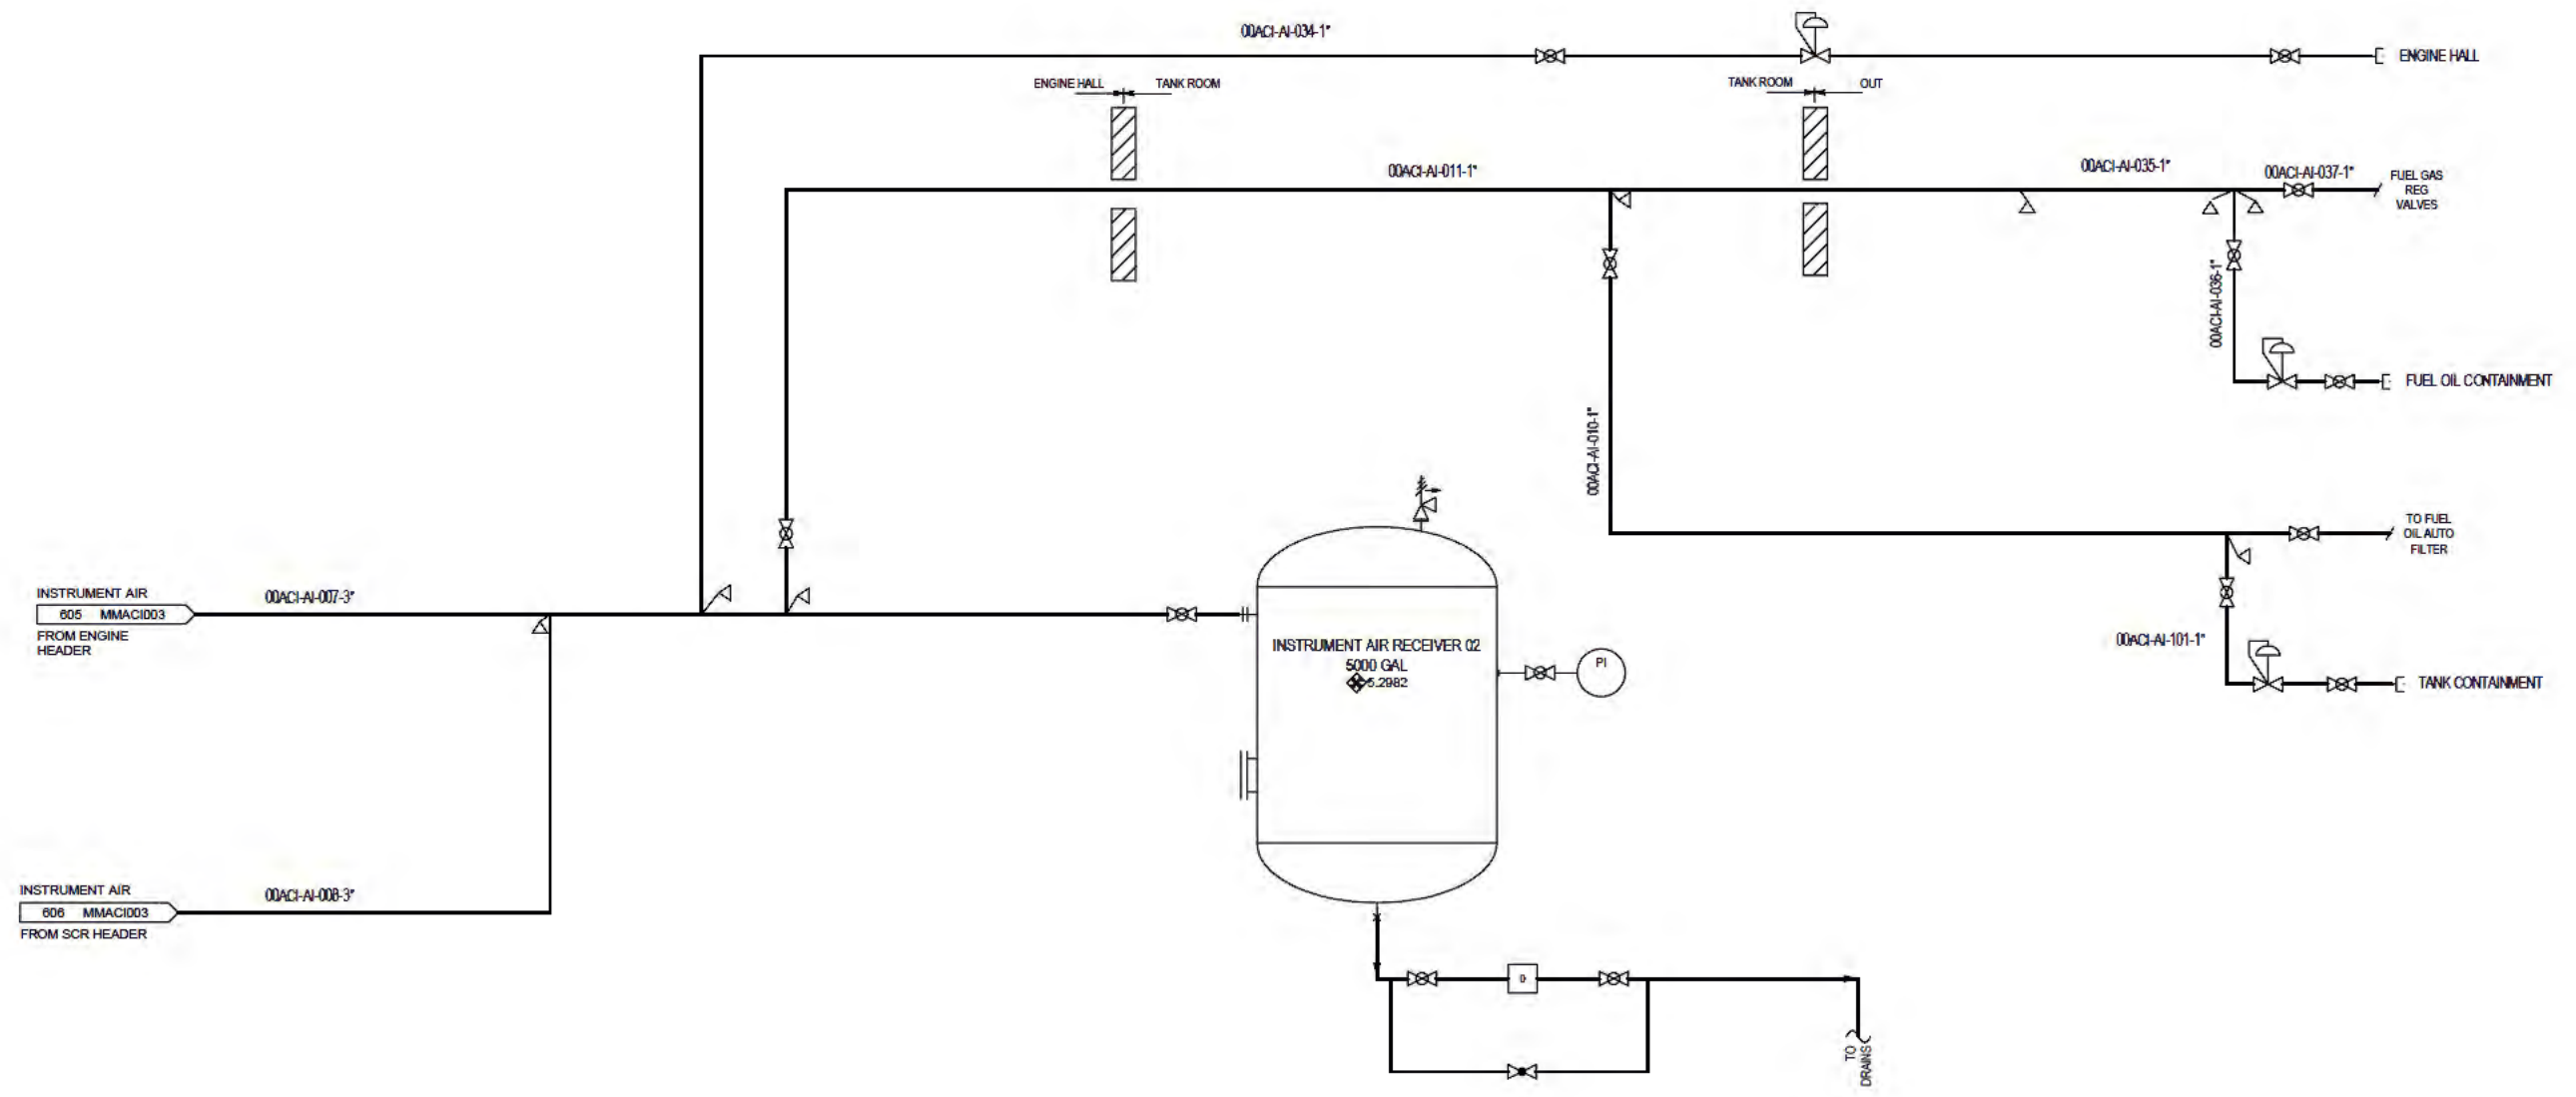 00ACI-AI-034-1"
ENGINE HALL
ENGINE HALL
TANK ROOM
TANK ROOM
OUT
00ACI-AI-011-1"
00ACI-AI-035-1"
00ACI-AI-037-1"
FUEL GAS
REG
VALVES
00ACI-AI-036-1"
FUEL OIL CONTAINMENT
00ACI-AI-010-1"
TO FUEL
OIL AUTO
FILTER
INSTRUMENT AIR
605 MMACI003
FROM ENGINE
HEADER
00ACI-AI-007-3"
INSTRUMENT AIR RECEIVER 02
5000 GAL
5.2982
PI
00ACI-AI-101-1"
TANK CONTAINMENT
INSTRUMENT AIR
606 MMACI003
FROM SCR HEADER
00ACI-AI-008-3"
TO
DRAINS